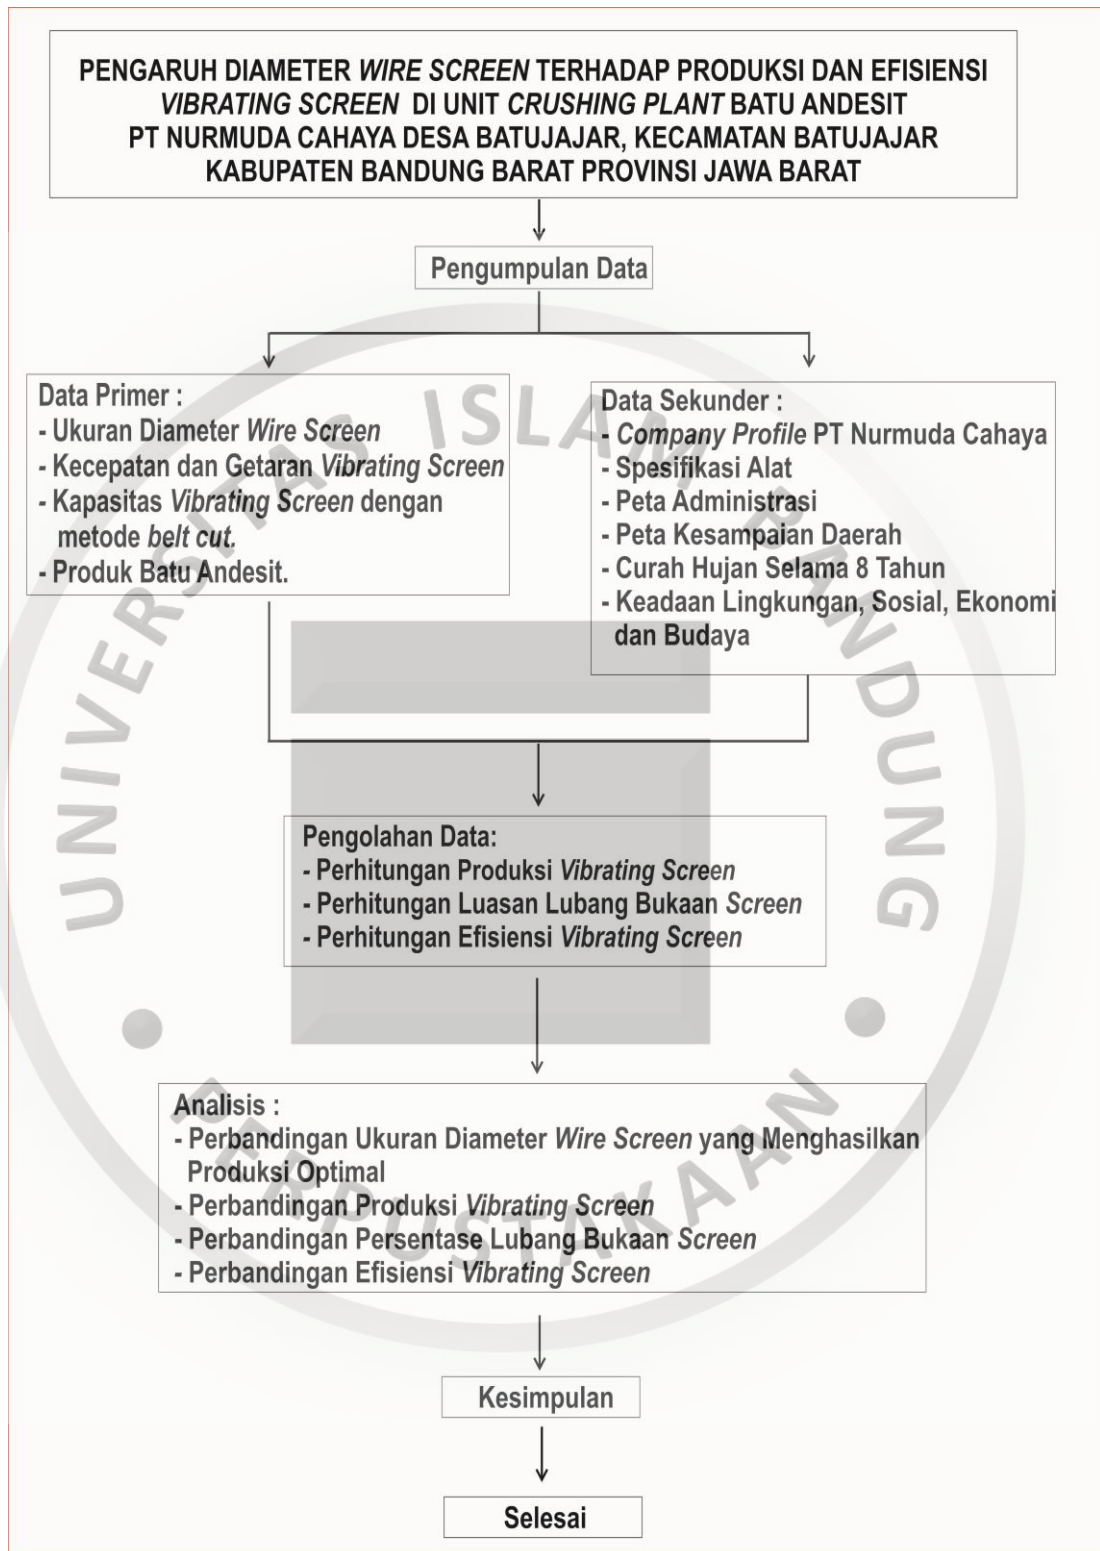 PENGARUH DIAMETER WIRE SCREEN TERHADAP PRODUKSI DAN EFISIENSI
VIBRATING SCREEN DI UNIT CRUSHING PLANT BATU ANDESIT
PT NURMUDA CAHAYA DESA BATUJAJAR, KECAMATAN BATUJAJAR
KABUPATEN BANDUNG BARAT PROVINSI JAWA BARAT
Pengumpulan Data
Data Primer :
- Ukuran Diameter Wire Screen
- Kecepatan dan Getaran Vibrating Screen
- Kapasitas Vibrating Screen dengan
metode belt cut.
- Produk Batu Andesit.
Data Sekunder :
- Company Profile PT Nurmuda Cahaya
- Spesifikasi Alat
- Peta Administrasi
- Peta Kesampaian Daerah
- Curah Hujan Selama 8 Tahun
- Keadaan Lingkungan, Sosial, Ekonomi
dan Budaya
Pengolahan Data:
- Perhitungan Produksi Vibrating Screen
- Perhitungan Luasan Lubang Bukaan Screen
- Perhitungan Efisiensi Vibrating Screen
Analisis :
- Perbandingan Ukuran Diameter Wire Screen yang Menghasilkan
Produksi Optimal
- Perbandingan Produksi Vibrating Screen
- Perbandingan Persentase Lubang Bukaan Screen
- Perbandingan Efisiensi Vibrating Screen
Kesimpulan
Selesai
UNIVERSITAS ISLAM BANDUNG
PERPUSTAKAAN